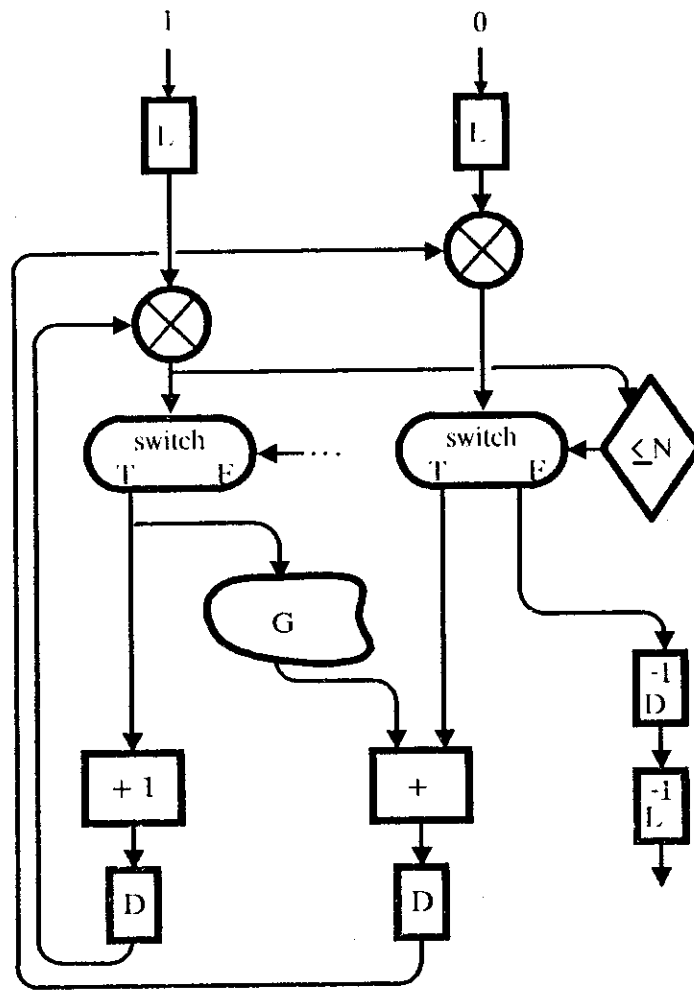 1 0
L L
switch switch
T F ... T F ≤N
G
-1
D
+ 1 +
-1
L
D D